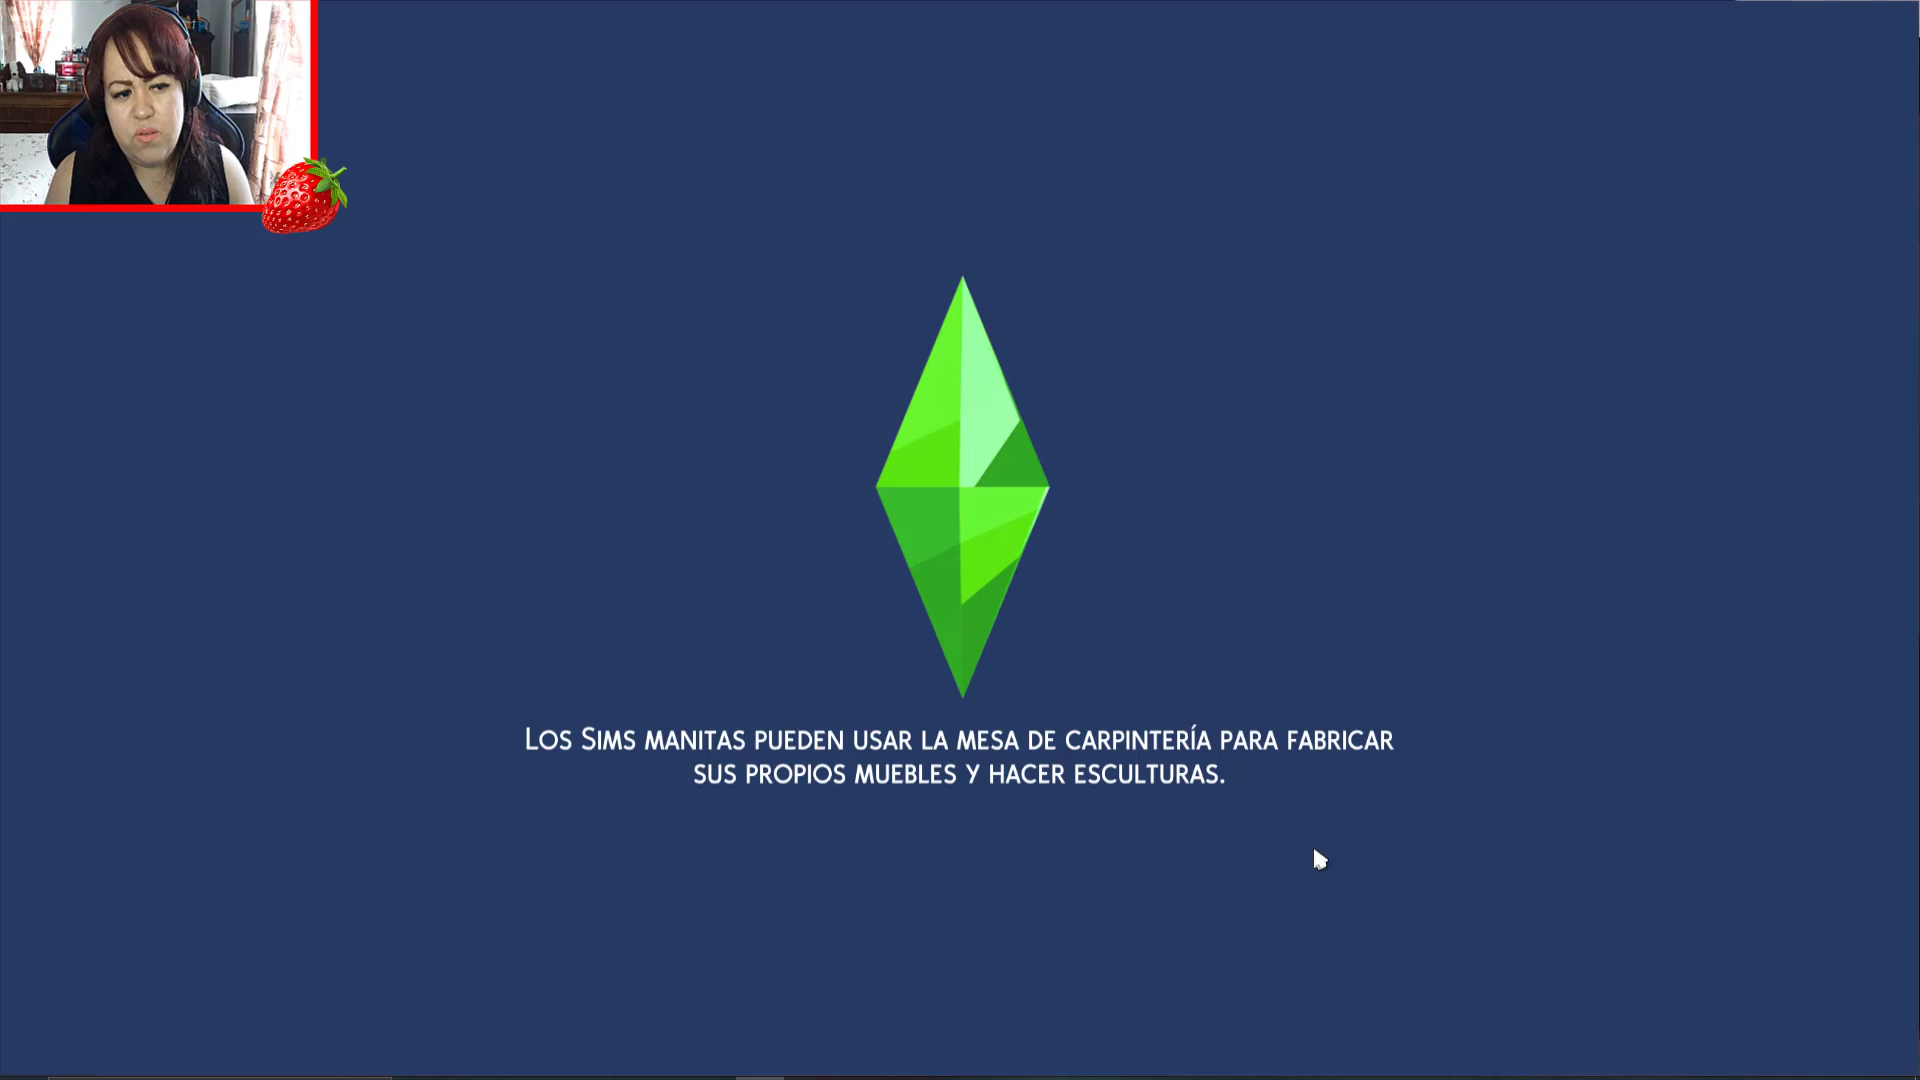 Los Sims manitas pueden usar la mesa de carpintería para fabricar
sus propios muebles y hacer esculturas.